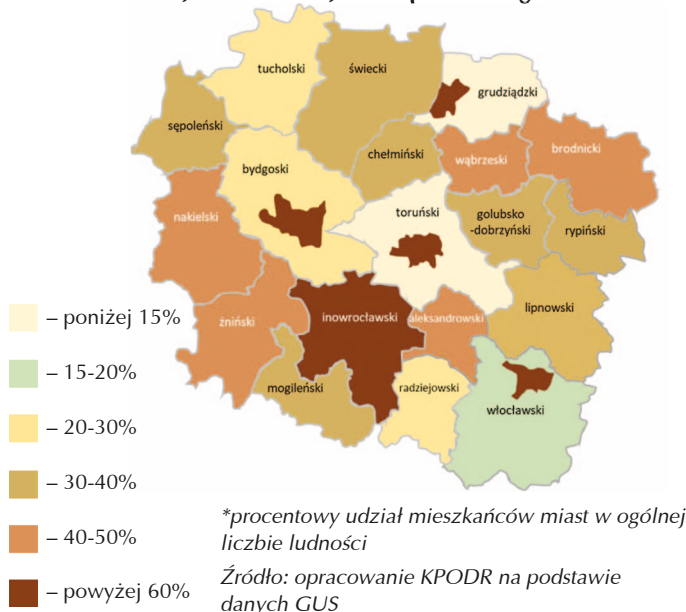 tucholski
świecki
grudziądzki
sępoleński
chełmiński
wąbrzeski
brodnicki
bydgoski
nakielski
toruński
golubsko
-dobrzyński
rypiński
– poniżej 15%
żniński
inowrocławski
aleksandrowski
lipnowski
– 15-20%
mogileński
radziejowski
włocławski
– 20-30%
– 30-40%
– 40-50%
– powyżej 60%
*procentowy udział mieszkańców miast w ogólnej
liczbie ludności
Źródło: opracowanie KPODR na podstawie
danych GUS